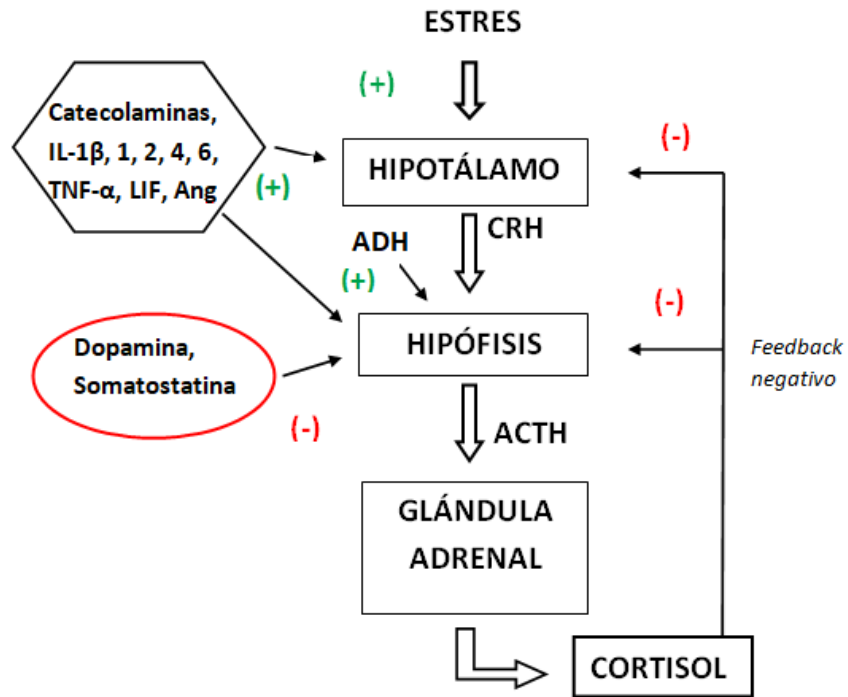 ESTRES
(+)
Catecolaminas,
IL-1β, 1, 2, 4, 6,
TNF-α, LIF, Ang
(+)
HIPOTÁLAMO
(-)
CRH
ADH
(+)
HIPÓFISIS
(-)
Feedback
negativo
Dopamina,
Somatostatina
(-)
ACTH
GLÁNDULA
ADRENAL
CORTISOL